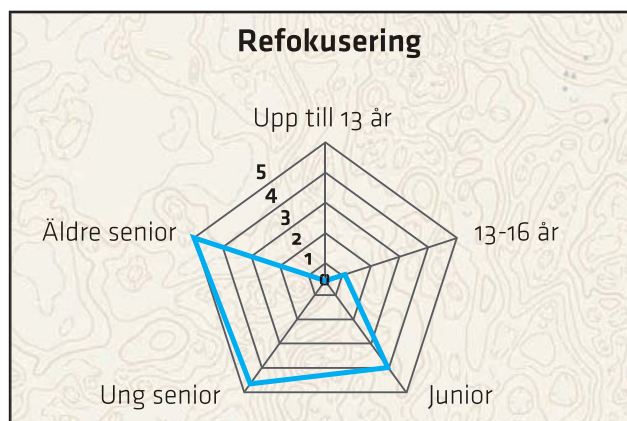 Refokusering
Upp till 13 år
5
4
3
2
1
0
Äldre senior
13-16 år
Ung senior
Junior